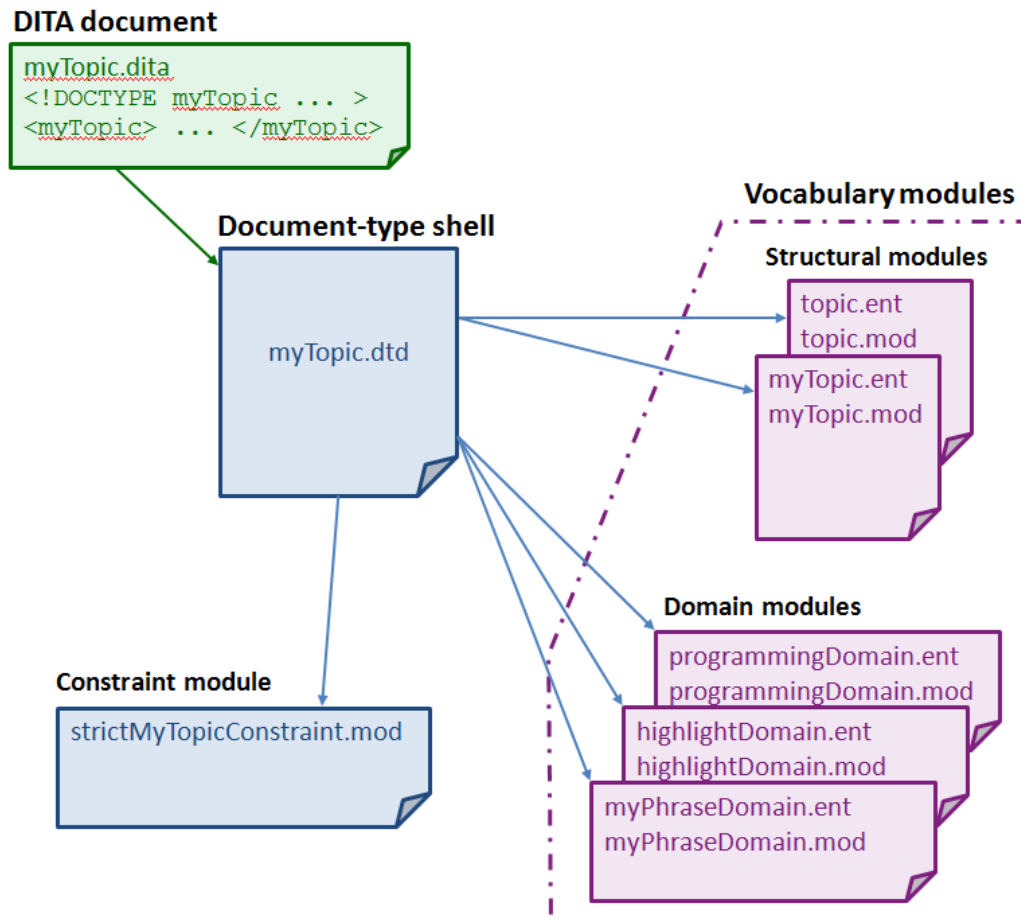 DITA document
myTopic.dita
<!DOCTYPE myTopic ... >
<myTopic> ... </myTopic>
Document-type shell
myTopic.dtd
Vocabulary modules
Structural modules
topic.ent
topic.mod
myTopic.ent
myTopic.mod
Domain modules
programmingDomain.ent
programmingDomain.mod
highlightDomain.ent
highlightDomain.mod
myPhraseDomain.ent
myPhraseDomain.mod
Constraint module
strictMyTopicConstraint.mod